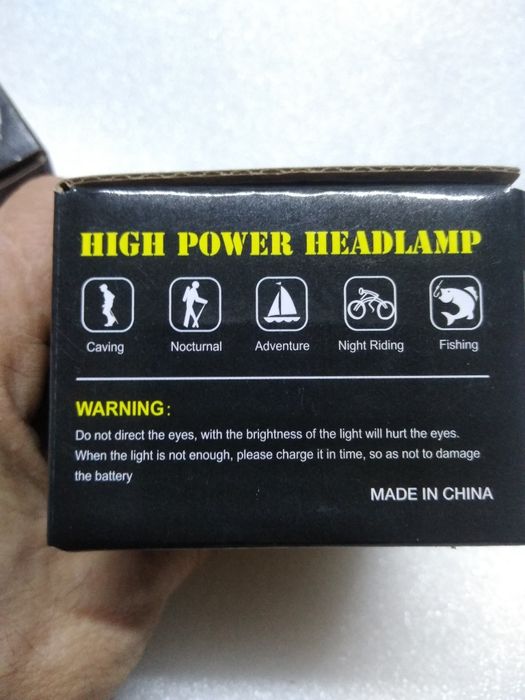 HIGH POWER HEADLAMP
Caving Nocturnal Adventure Night Riding Fishing
WARNING:
Do not direct the eyes, with the brightness of the light will hurt the eyes.
When the light is not enough, please charge it in time, so as not to damage
the battery
MADE IN CHINA